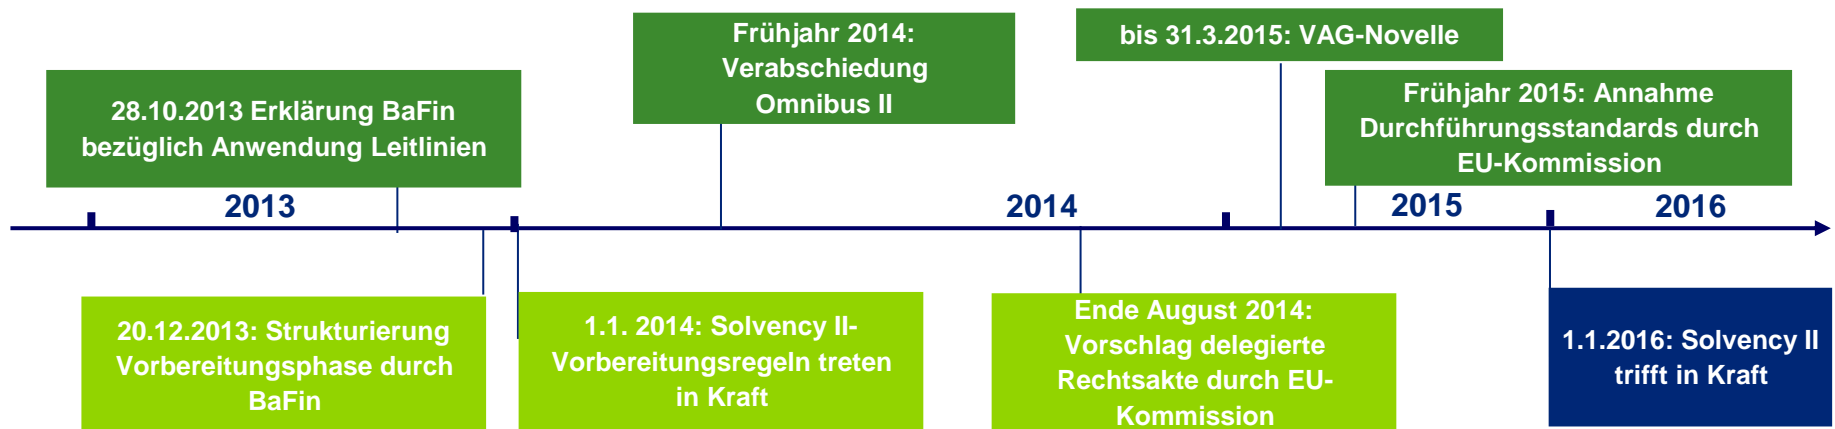 28.10.2013 Erklärung BaFin
bezüglich Anwendung Leitlinien
Frühjahr 2014:
Verabschiedung
Omnibus II
bis 31.3.2015: VAG-Novelle
Frühjahr 2015: Annahme
Durchführungsstandards durch
EU-Kommission
2013
2014
2015
2016
20.12.2013: Strukturierung
Vorbereitungsphase durch
BaFin
1.1. 2014: Solvency II-
Vorbereitungsregeln treten
in Kraft
Ende August 2014:
Vorschlag delegierte
Rechtsakte durch EU-
Kommission
1.1.2016: Solvency II
trifft in Kraft